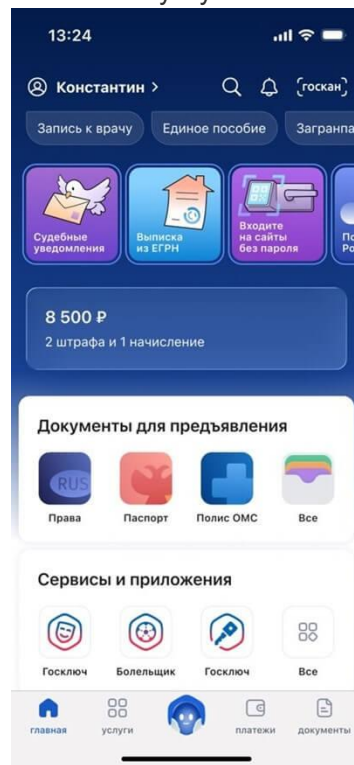 13:24
Константин >
госкан
Запись к врачу
Единое пособие
Загранпа
Судебные
уведомления
Выписка
из ЕГРН
Входите
на сайты
без пароля
По
Ро
8 500 ₽
2 штрафа и 1 начисление
Документы для предъявления
RUS
Права
Паспорт
Полис ОМС
Все
Сервисы и приложения
Госключ
Болельщик
Госключ
Все
главная
услуги
платежи
документы